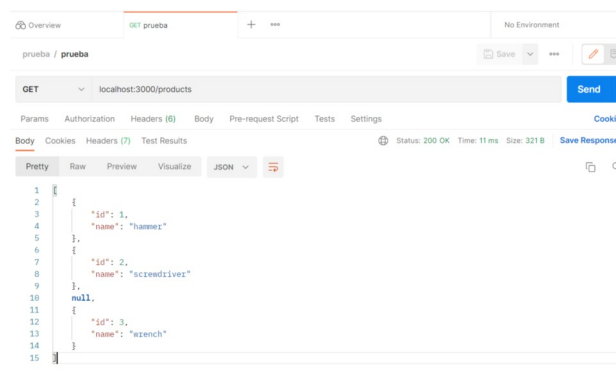 Overview GET prueba + ooo No Environment
prueba / prueba Save ooo
GET localhost:3000/products Send
Params Authorization Headers (6) Body Pre-request Script Tests Settings Cooki
Body Cookies Headers (7) Test Results Status: 200 OK Time: 11 ms Size: 321 B Save Response
Pretty Raw Preview Visualize JSON
1 [
2 {
3 "id": 1,
4 "name": "hammer"
5 },
6 {
7 "id": 2,
8 "name": "screwdriver"
9 },
10 null,
11 {
12 "id": 3,
13 "name": "wrench"
14 }
15 ]